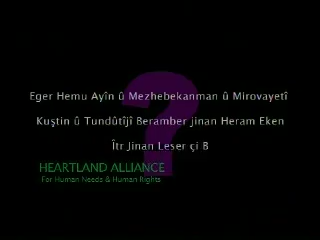 Eger Hemu Ayîn û Mezhebekanman û Mirovayetî
Kuştin û Tundûtîjî Beramber jinan Heram Eken
Îtr Jinan Leser çi B
?
HEARTLAND ALLIANCE
For Human Needs & Human Rights